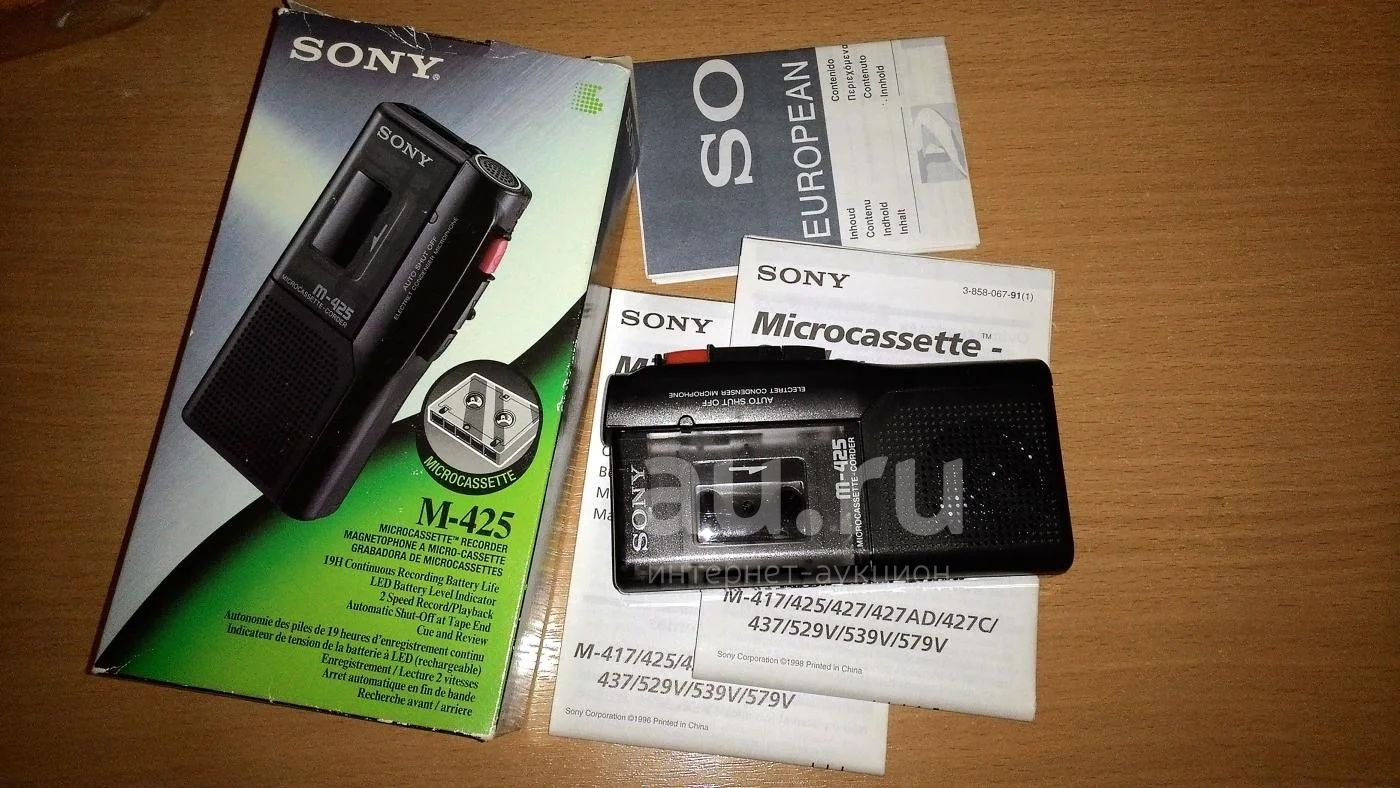 SONY
SONY
AUTO SHUT OFF
ELECTRET CONDENSER MICROPHONE
M-425
MICROCASSETTE-CORDER
MICROCASSETTE
M-425
MICROCASSETTE™ RECORDER
MAGNETOPHONE A MICRO-CASSETTE
GRABADORA DE MICROCASSETTES
19H Continuous Recording Battery Life
LED Battery Level Indicator
2 Speed Record/Playback
Automatic Shut-Off at Tape End
Cue and Review
Autonomie des piles de 19 heures d'enregistrement continu
Indicateur de tension de la batterie à LED (rechargeable)
Enregistrement / Lecture 2 vitesses
Arret automatique en fin de bande
Recherche avant / arriere
SO
EUROPEAN
Contenido
Περιεχόμενα
Contenuto
Innhold
Inhoud
Contenu
Indhold
Inhalt
SONY
3-858-067-91(1)
Microcassette™-
SONY
AUTO SHUT OFF
ELECTRET CONDENSER MICROPHONE
SONY
M-425
MICROCASSETTE-CORDER
au.ru
интернет-аукцион
M-417/425/427/427AD/427C/
437/529V/539V/579V
Sony Corporation ©1998 Printed in China
M-417/425/4
437/529V/539V/579V
Sony Corporation ©1996 Printed in China